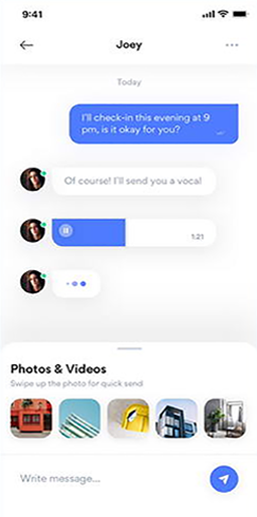 9:41
Joey
Today
I'll check-in this evening at 9
pm, is it okay for you?
Of course! I'll send you a vocal
1:21
Photos & Videos
Swipe up the photo for quick send
Write message...